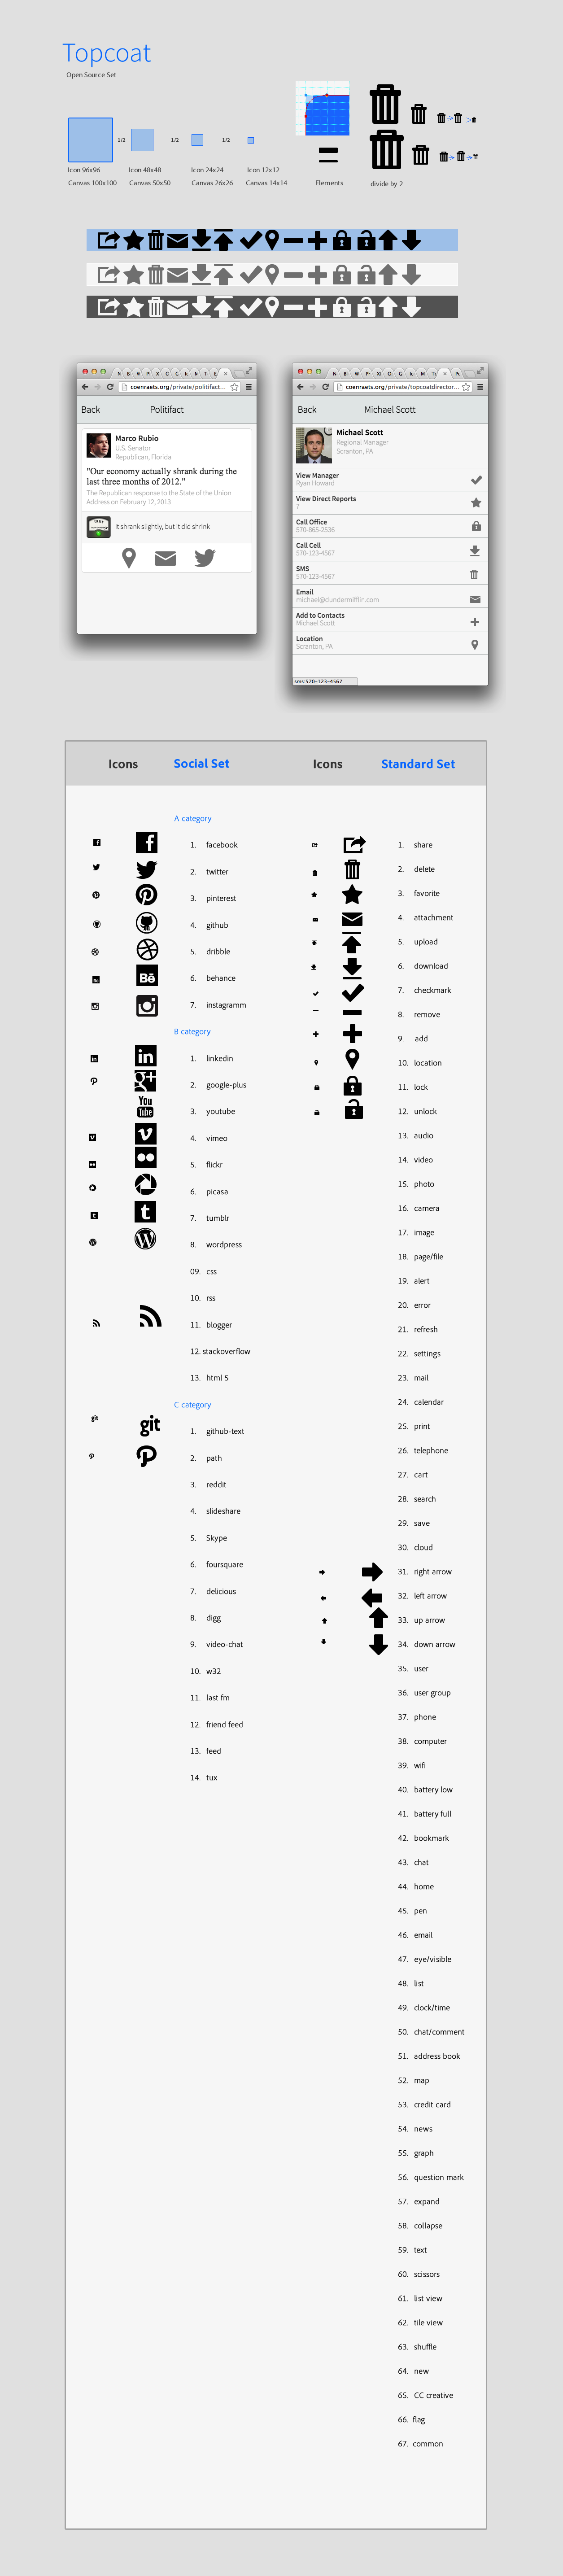 Topcoat
Open Source Set
1/2
1/2
1/2
Icon 96x96
Icon 48x48
Icon 24x24
Icon 12x12
Canvas 100x100
Canvas 50x50
Canvas 26x26
Canvas 14x14
Elements
divide by 2
coenraets.org/private/politifact...
Back
Politifact
Marco Rubio
U.S. Senator
Republican, Florida
"Our economy actually shrank during the
last three months of 2012."
The Republican response to the State of the Union
Address on February 12, 2013
It shrank slightly, but it did shrink
coenraets.org/private/topcoatdirector...
Back
Michael Scott
Michael Scott
Regional Manager
Scranton, PA
View Manager
Ryan Howard
View Direct Reports
7
Call Office
570-865-2536
Call Cell
570-123-4567
SMS
570-123-4567
Email
michael@dundermifflin.com
Add to Contacts
Michael Scott
Location
Scranton, PA
sms:570-123-4567
Icons
Social Set
A category
1. facebook
2. twitter
3. pinterest
4. github
5. dribble
6. behance
7. instagramm
B category
1. linkedin
2. google-plus
3. youtube
4. vimeo
5. flickr
6. picasa
7. tumblr
8. wordpress
09. css
10. rss
11. blogger
12. stackoverflow
13. html 5
C category
1. github-text
2. path
3. reddit
4. slideshare
5. Skype
6. foursquare
7. delicious
8. digg
9. video-chat
10. w32
11. last fm
12. friend feed
13. feed
14. tux
Bē
in
g+
You
Tube
git
git
Icons
Standard Set
1. share
2. delete
3. favorite
4. attachment
5. upload
6. download
7. checkmark
8. remove
9. add
10. location
11. lock
12. unlock
13. audio
14. video
15. photo
16. camera
17. image
18. page/file
19. alert
20. error
21. refresh
22. settings
23. mail
24. calendar
25. print
26. telephone
27. cart
28. search
29. save
30. cloud
31. right arrow
32. left arrow
33. up arrow
34. down arrow
35. user
36. user group
37. phone
38. computer
39. wifi
40. battery low
41. battery full
42. bookmark
43. chat
44. home
45. pen
46. email
47. eye/visible
48. list
49. clock/time
50. chat/comment
51. address book
52. map
53. credit card
54. news
55. graph
56. question mark
57. expand
58. collapse
59. text
60. scissors
61. list view
62. tile view
63. shuffle
64. new
65. CC creative
66. flag
67. common